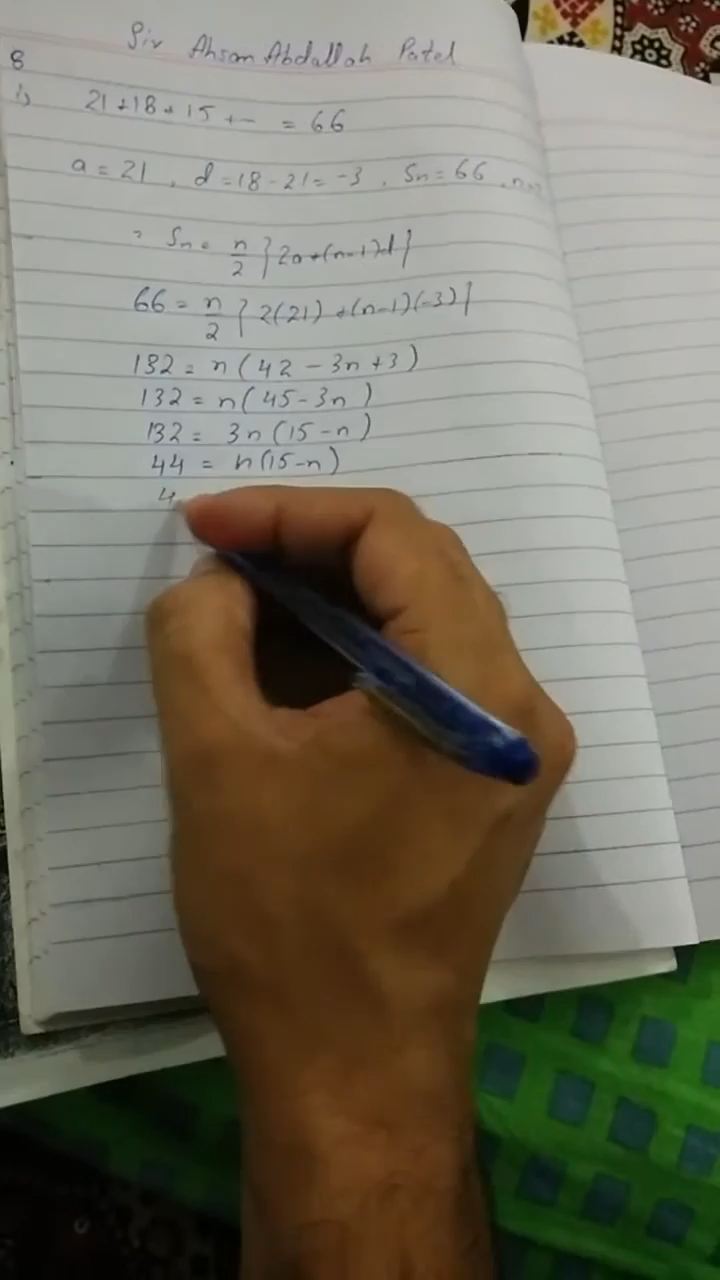 Sir Ahsan Abdallah Patel
8
i, 21 + 18 + 15 + -- = 66
a = 21 , d = 18 - 21 = -3 , Sn = 66 , n = ?
∵ Sn = n/2 {2a + (n-1)d}
66 = n/2 {2(21) + (n-1)(-3)}
132 = n(42 - 3n + 3)
132 = n(45 - 3n)
132 = 3n(15 - n)
44 = n(15 - n)
4